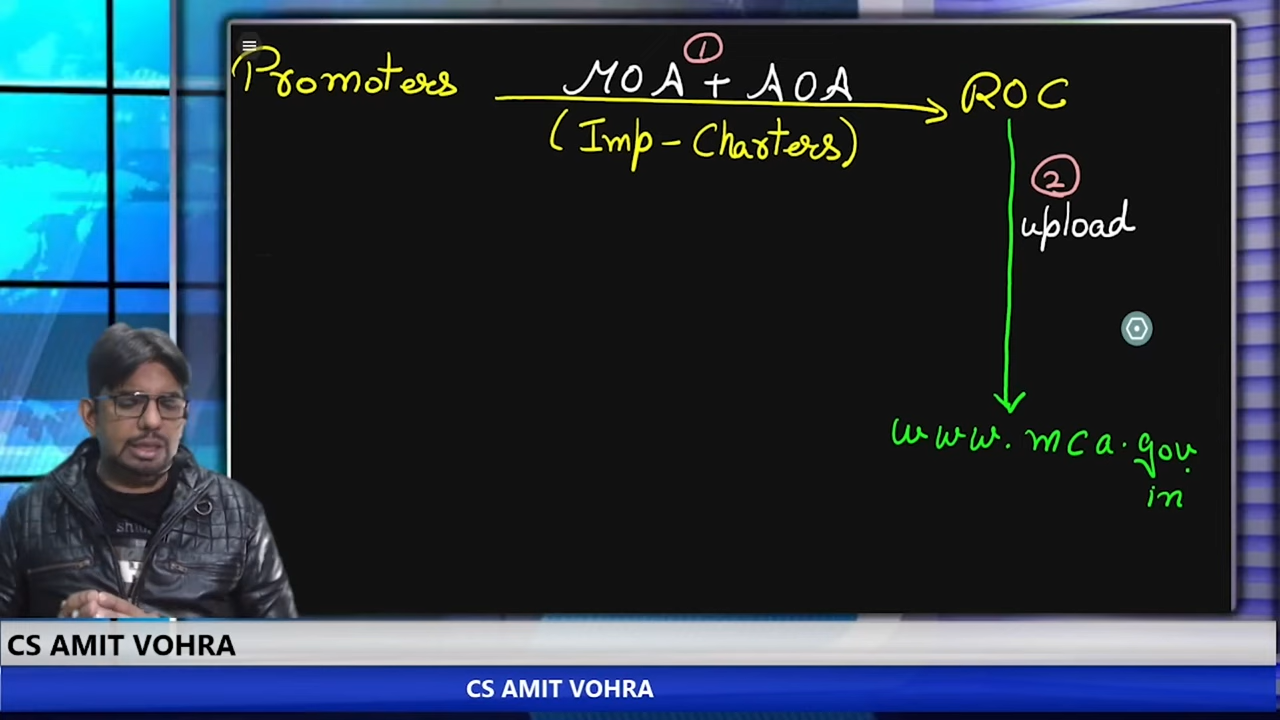 ①
Promoters MOA + AOA ROC
(Imp - Charters)
②
upload
www.mca.gov.
in
shic
H
CS AMIT VOHRA
CS AMIT VOHRA